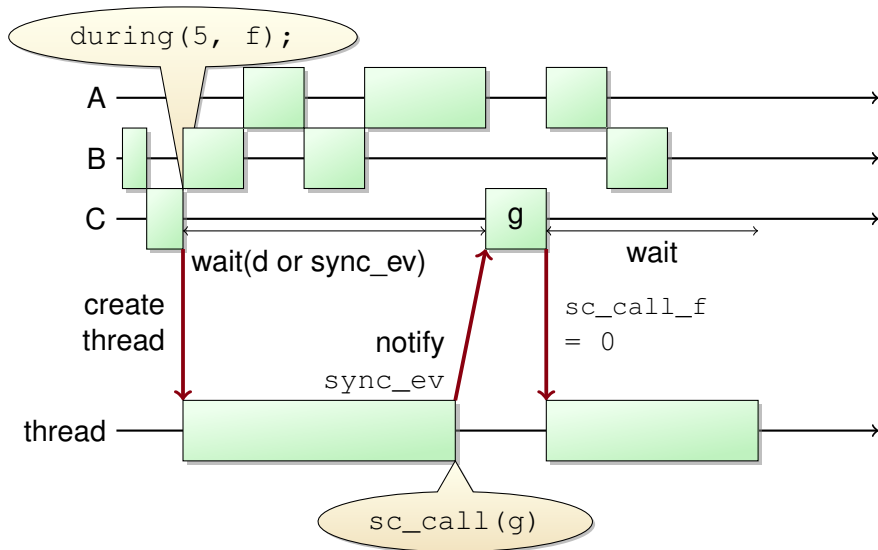 during(5, f);
A
B
C
g
wait(d or sync_ev)
wait
create
thread
notify
sync_ev
sc_call_f
= 0
thread
sc_call(g)